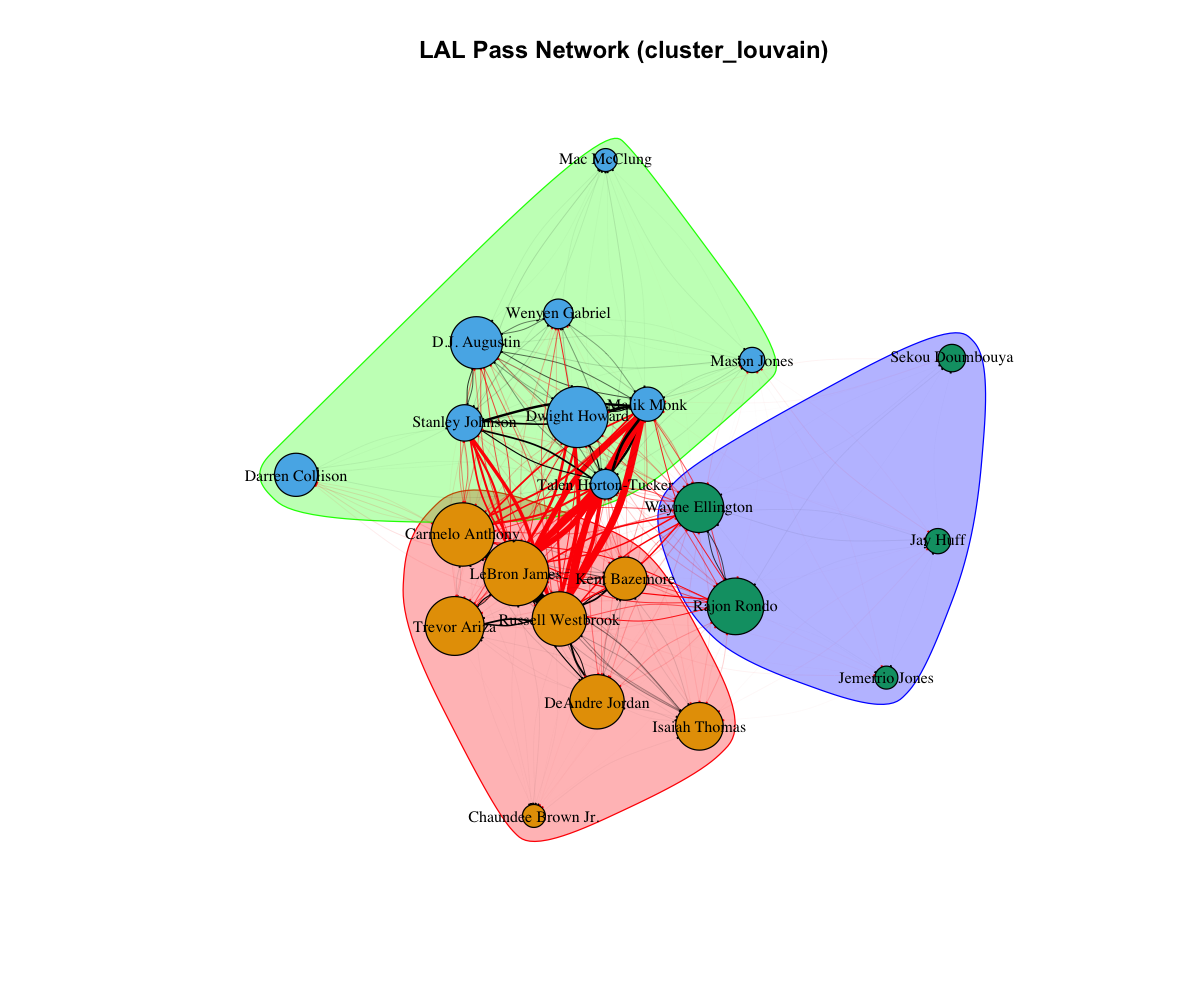 LAL Pass Network (cluster_louvain)
Mac McClung
Wenyen Gabriel
D.J. Augustin
Sekou Doumbouya
Mason Jones
Malik Monk
Dwight Howard
Stanley Johnson
Darren Collison
Talen Horton-Tucker
Wayne Ellington
Carmelo Anthony
Jay Huff
LeBron James
Kent Bazemore
Rajon Rondo
Russell Westbrook
Trevor Ariza
Jemerrio Jones
DeAndre Jordan
Isaiah Thomas
Chaundee Brown Jr.